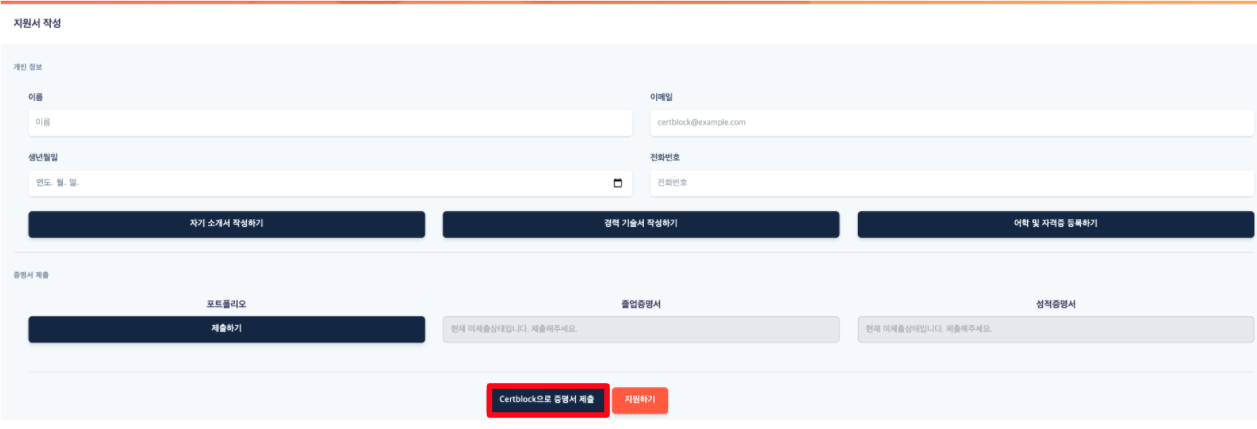 지원서 작성
개인 정보
이름
이메일
이름
certblock@example.com
생년월일
전화번호
연도. 월. 일.
전화번호
자기 소개서 작성하기
경력 기술서 작성하기
어학 및 자격증 등록하기
증명서 제출
포트폴리오
졸업증명서
성적증명서
제출하기
현재 미제출상태입니다. 제출해주세요.
현재 미제출상태입니다. 제출해주세요.
Certblock으로 증명서 제출
지원하기